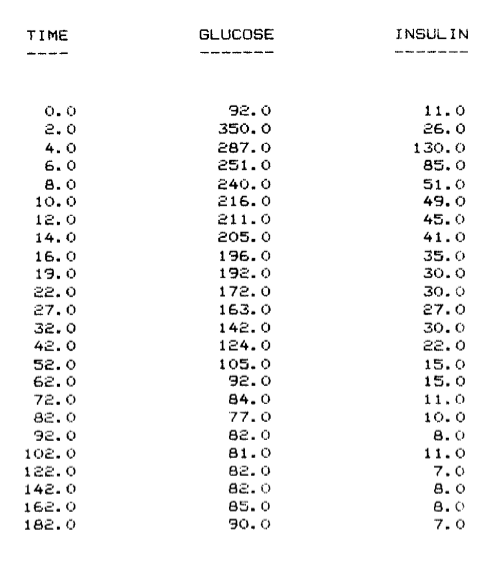 TIME GLUCOSE INSULIN
---- ------- -------
0.0 92.0 11.0
2.0 350.0 26.0
4.0 287.0 130.0
6.0 251.0 85.0
8.0 240.0 51.0
10.0 216.0 49.0
12.0 211.0 45.0
14.0 205.0 41.0
16.0 196.0 35.0
19.0 192.0 30.0
22.0 172.0 30.0
27.0 163.0 27.0
32.0 142.0 30.0
42.0 124.0 22.0
52.0 105.0 15.0
62.0 92.0 15.0
72.0 84.0 11.0
82.0 77.0 10.0
92.0 82.0 8.0
102.0 81.0 11.0
122.0 82.0 7.0
142.0 82.0 8.0
162.0 85.0 8.0
182.0 90.0 7.0